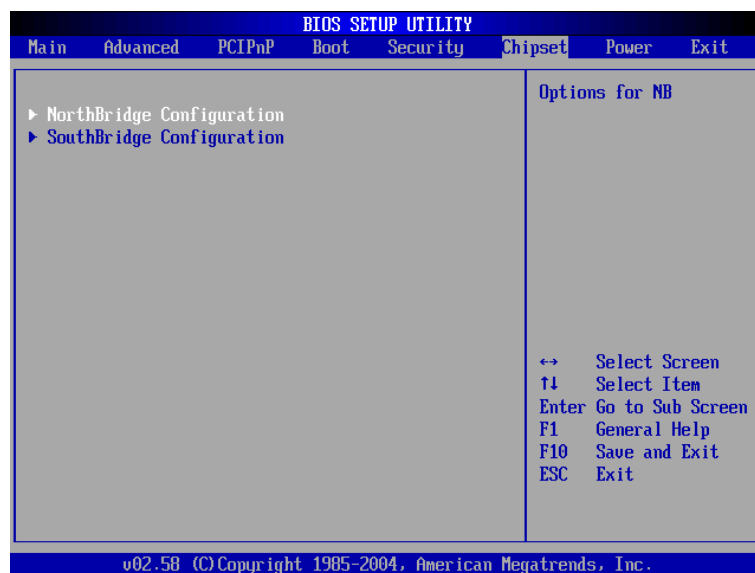 BIOS SETUP UTILITY
Main Advanced PCIPnP Boot Security Chipset Power Exit
▶ NorthBridge Configuration
▶ SouthBridge Configuration
Options for NB
↔ Select Screen
↑↓ Select Item
Enter Go to Sub Screen
F1 General Help
F10 Save and Exit
ESC Exit
v02.58 (C)Copyright 1985-2004, American Megatrends, Inc.